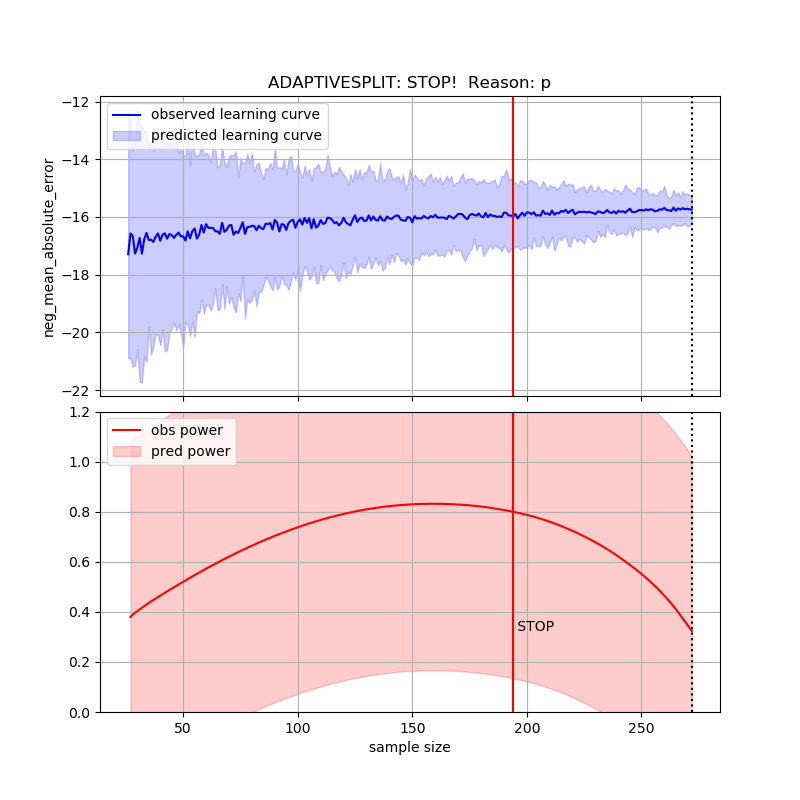 ADAPTIVESPLIT: STOP!  Reason: p
−12
−14
−16
−18
−20
−22
neg_mean_absolute_error
observed learning curve
predicted learning curve
1.2
1.0
0.8
0.6
0.4
0.2
0.0
obs power
pred power
STOP
50
100
150
200
250
sample size